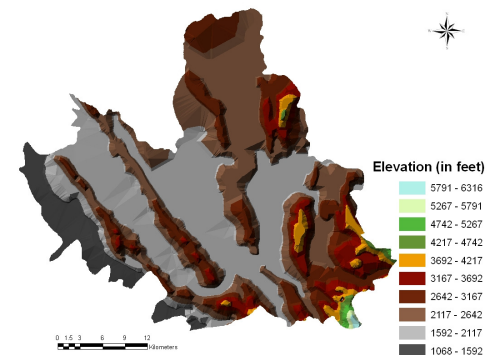 Elevation (in feet)
5791 - 6316
5267 - 5791
4742 - 5267
4217 - 4742
3692 - 4217
3167 - 3692
2642 - 3167
2117 - 2642
1592 - 2117
1068 - 1592
0 1.5 3 6 9 12
Kilometers